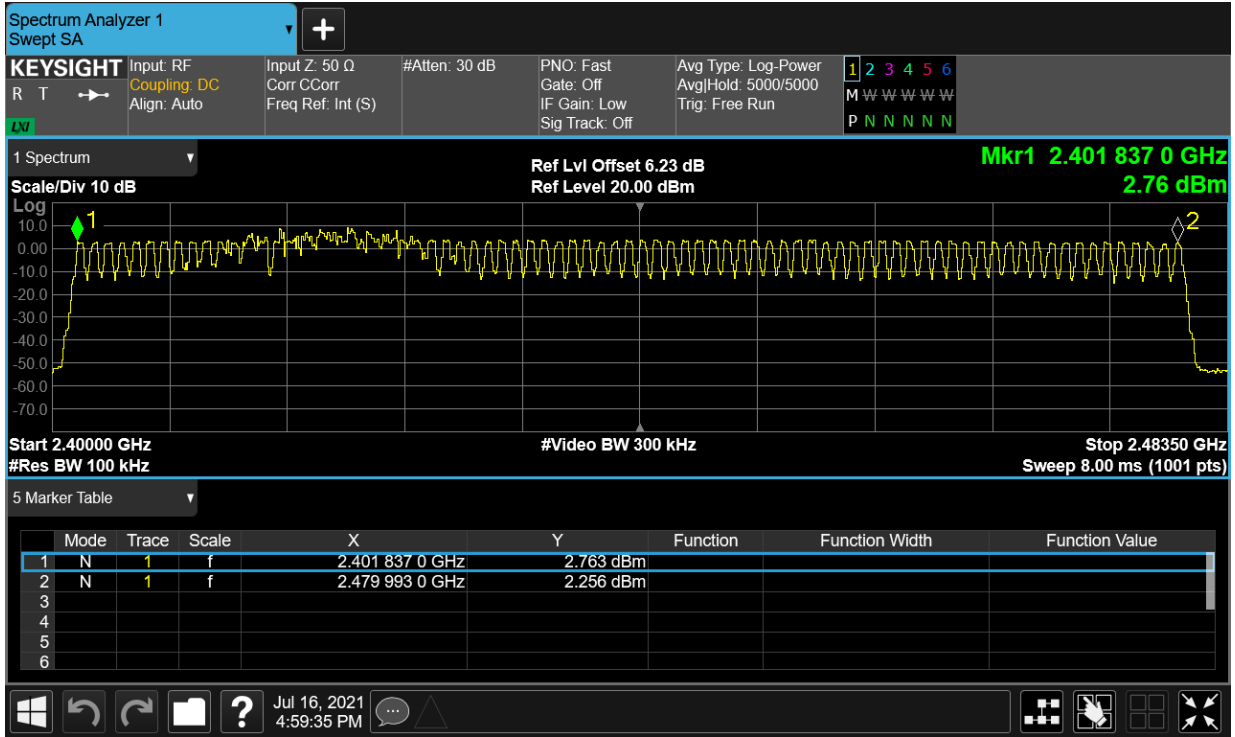 Spectrum Analyzer 1
Swept SA
KEYSIGHT
R T
LXI
Input: RF
Coupling: DC
Align: Auto
Input Z: 50 Ω
Corr CCorr
Freq Ref: Int (S)
#Atten: 30 dB
PNO: Fast
Gate: Off
IF Gain: Low
Sig Track: Off
Avg Type: Log-Power
Avg|Hold: 5000/5000
Trig: Free Run
1 2 3 4 5 6
M W W W W W
P N N N N N
1 Spectrum
Scale/Div 10 dB
Ref Lvl Offset 6.23 dB
Ref Level 20.00 dBm
Mkr1 2.401 837 0 GHz
2.76 dBm
Log
10.0
0.00
-10.0
-20.0
-30.0
-40.0
-50.0
-60.0
-70.0
1
2
Start 2.40000 GHz
#Video BW 300 kHz
Stop 2.48350 GHz
#Res BW 100 kHz
Sweep 8.00 ms (1001 pts)
5 Marker Table
Mode Trace Scale X Y Function Function Width Function Value
1 N 1 f 2.401 837 0 GHz 2.763 dBm
2 N 1 f 2.479 993 0 GHz 2.256 dBm
3
4
5
6
?
Jul 16, 2021
4:59:35 PM